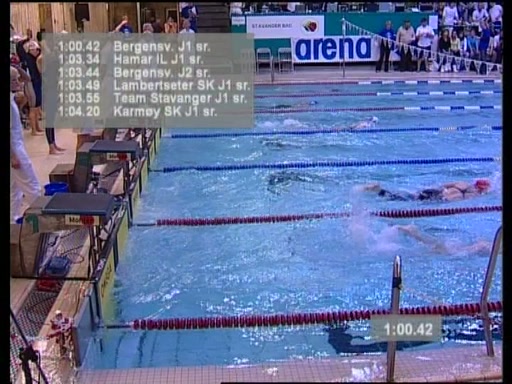 STAVANGER BAD
arena
1:00.42 Bergensv. J1 sr.
1:03.34 Hamar IL J1 sr.
1:03.44 Bergensv. J2 sr.
1:03.49 Lambertseter SK J1 sr.
1:03.55 Team Stavanger J1 sr.
1:04.20 Karmøy SK J1 sr.
1:00.42